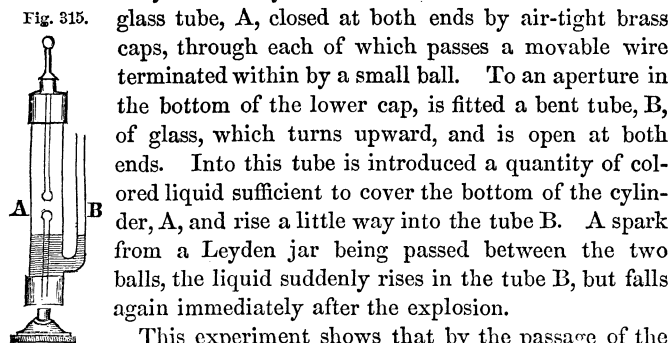 Fig. 315.
glass tube, A, closed at both ends by air-tight brass
caps, through each of which passes a movable wire
terminated within by a small ball. To an aperture in
the bottom of the lower cap, is fitted a bent tube, B,
of glass, which turns upward, and is open at both
ends. Into this tube is introduced a quantity of col-
ored liquid sufficient to cover the bottom of the cylin-
der, A, and rise a little way into the tube B. A spark
from a Leyden jar being passed between the two
balls, the liquid suddenly rises in the tube B, but falls
again immediately after the explosion.
This experiment shows that by the passage of the
A
B